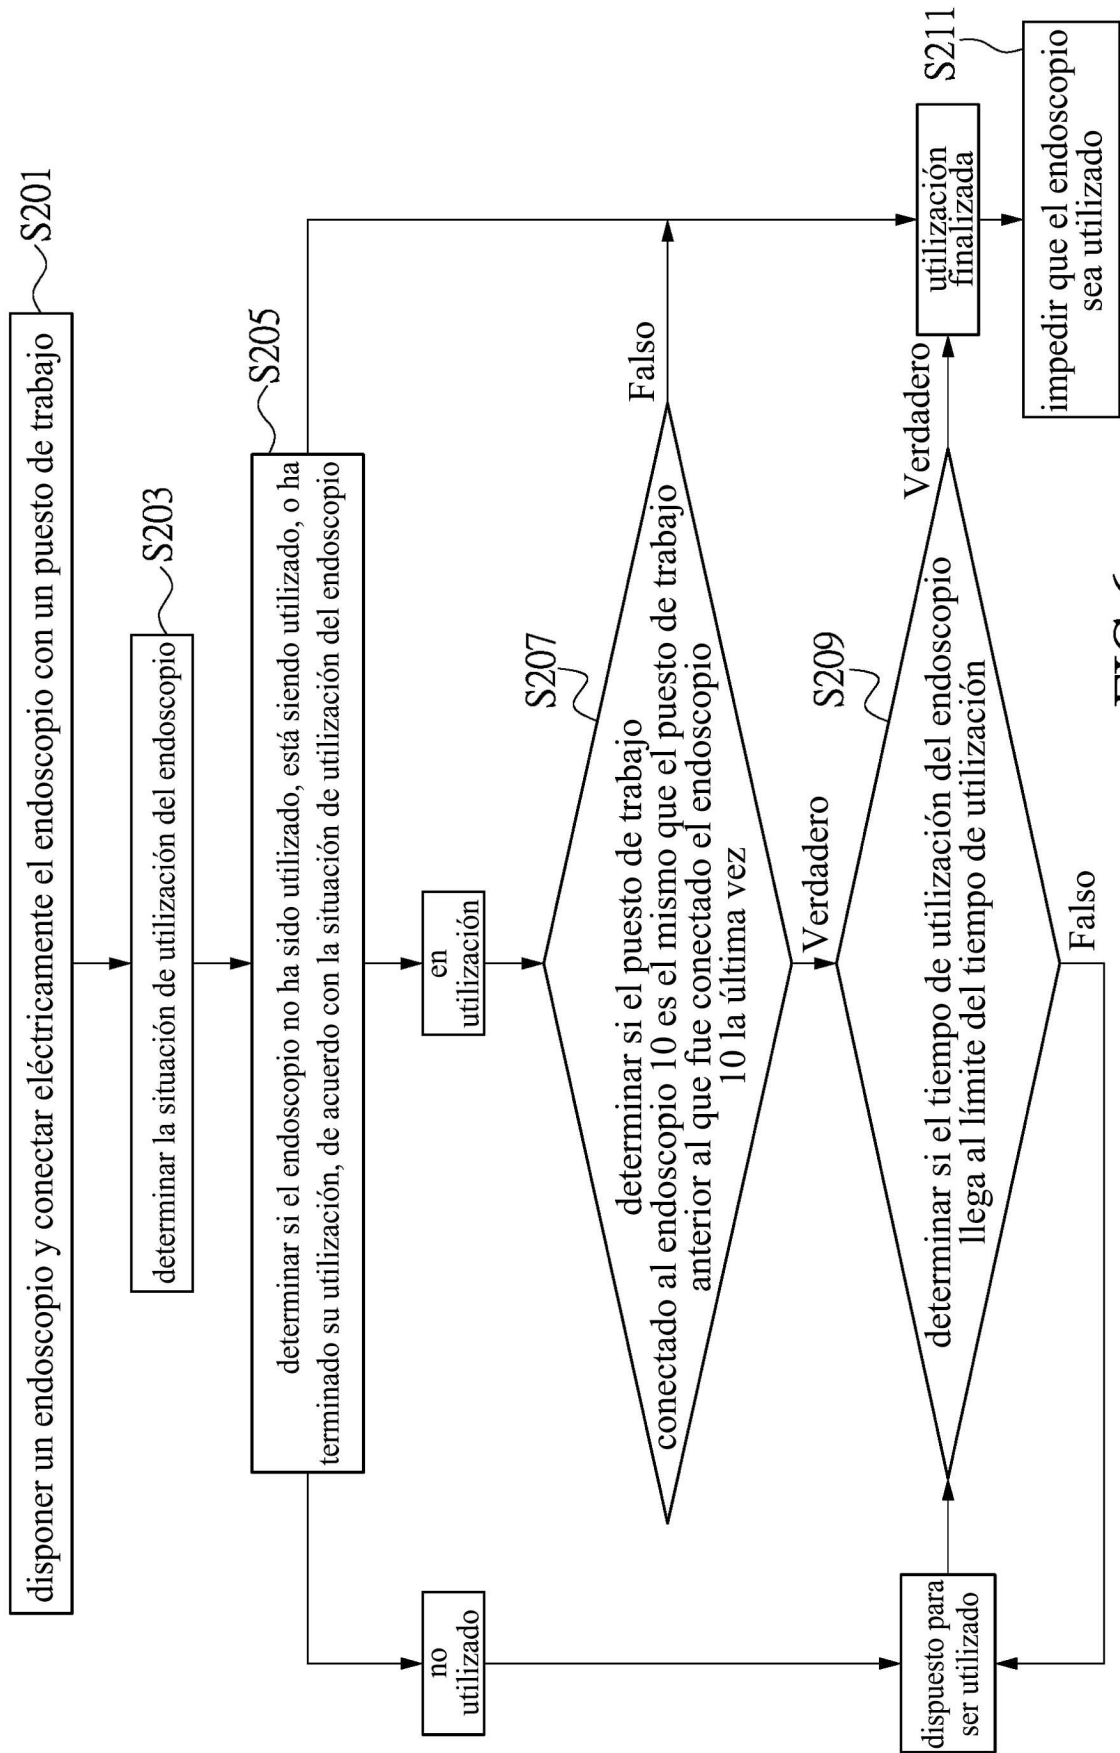 disponer un endoscopio y conectar eléctricamente el endoscopio con un puesto de trabajo
S201
determinar la situación de utilización del endoscopio
S203
determinar si el endoscopio no ha sido utilizado, está siendo utilizado, o ha
terminado su utilización, de acuerdo con la situación de utilización del endoscopio
S205
no
utilizado
en
utilización
determinar si el puesto de trabajo
conectado al endoscopio 10 es el mismo que el puesto de trabajo
anterior al que fue conectado el endoscopio
10 la última vez
S207
Falso
Verdadero
dispuesto para
ser utilizado
determinar si el tiempo de utilización del endoscopio
llega al límite del tiempo de utilización
S209
Verdadero
Falso
utilización
finalizada
S211
impedir que el endoscopio
sea utilizado